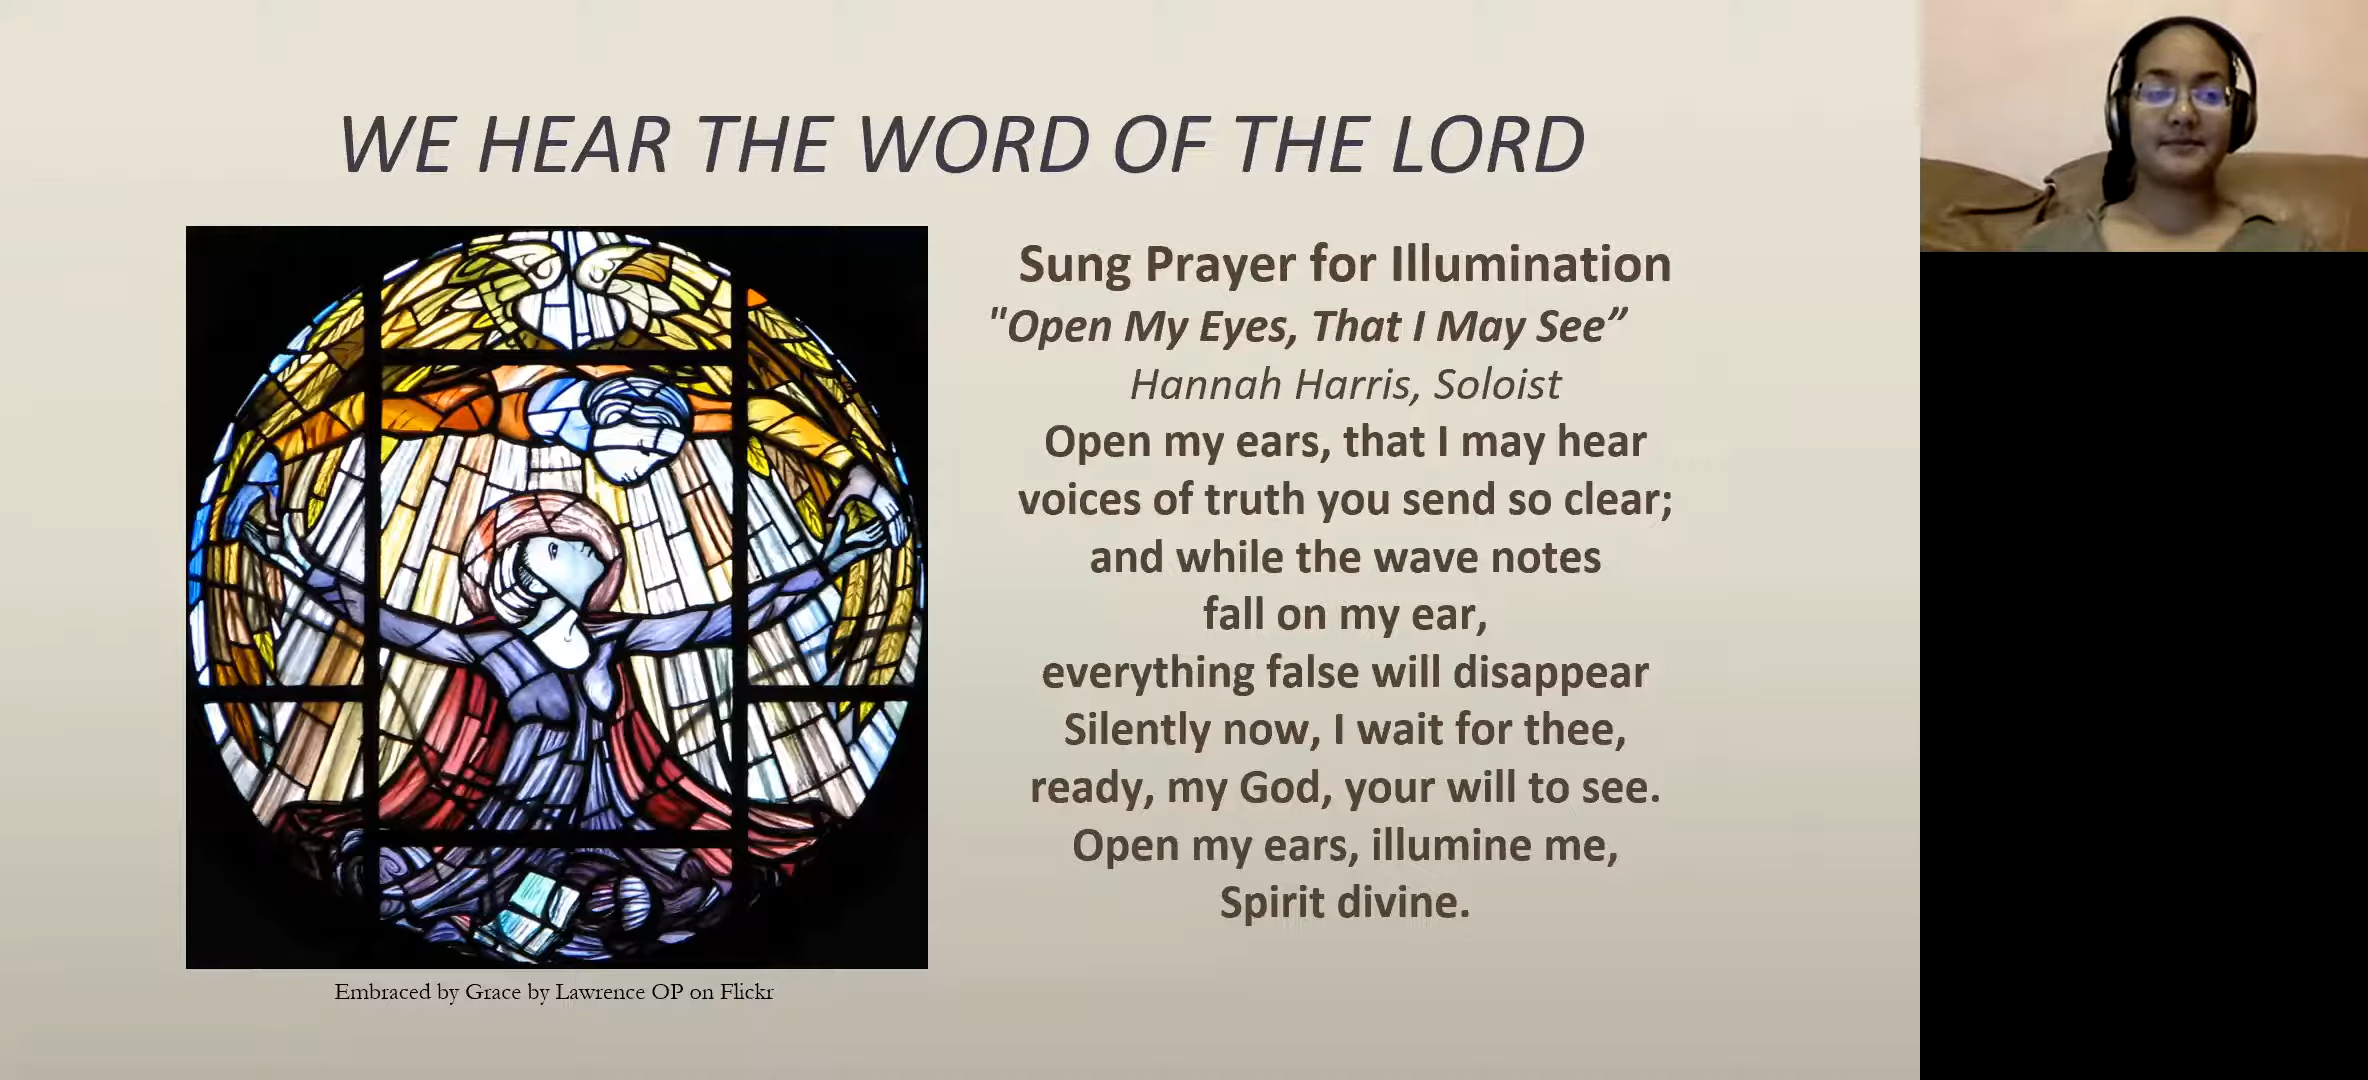 WE HEAR THE WORD OF THE LORD
Sung Prayer for Illumination
"Open My Eyes, That I May See”
Hannah Harris, Soloist
Open my ears, that I may hear
voices of truth you send so clear;
and while the wave notes
fall on my ear,
everything false will disappear
Silently now, I wait for thee,
ready, my God, your will to see.
Open my ears, illumine me,
Spirit divine.
Embraced by Grace by Lawrence OP on Flickr